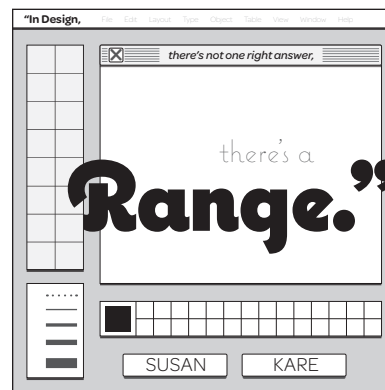 “In Design, File Edit Layout Type Object Table View Window Help
there’s not one right answer,
there’s a
Range.”
SUSAN KARE